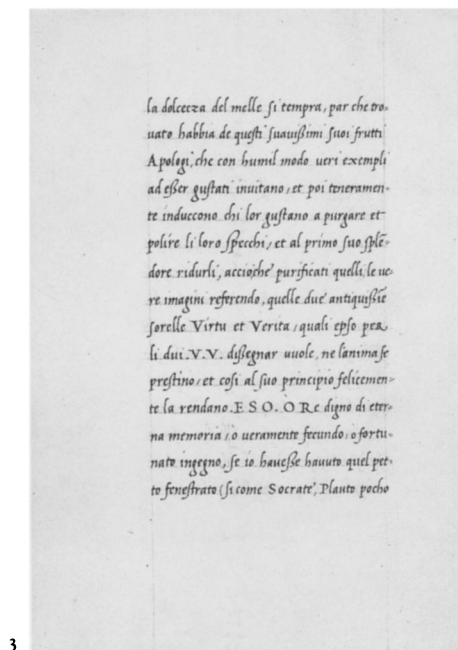 la dolcezza del melle si tempra, par che tro-
uato habbia de questi suauißimi suoi frutti
Apologi, che con humil modo ueri exempli
ad eßer gustati inuitano, et poi teneramen-
te induccono chi lor gustano a purgare et
polire li loro specchi, et al primo suo splē-
dore ridurli, accioche' purificati quelli, le ue-
re imagini referendo, quelle due' antiquißie
sorelle Virtu et Verita, quali epso per
li dui .V.V. dißegnar uuole, ne l'anima se
prestino, et cosi al suo principio felicemen-
te la rendano. E S O. O Re digno di eter-
na memoria, o ueramente fecundo, o fortu-
nato ingegno, se io haueße hauuto quel pet-
to fenestrato (si come Socrate', Plauto pocho
3